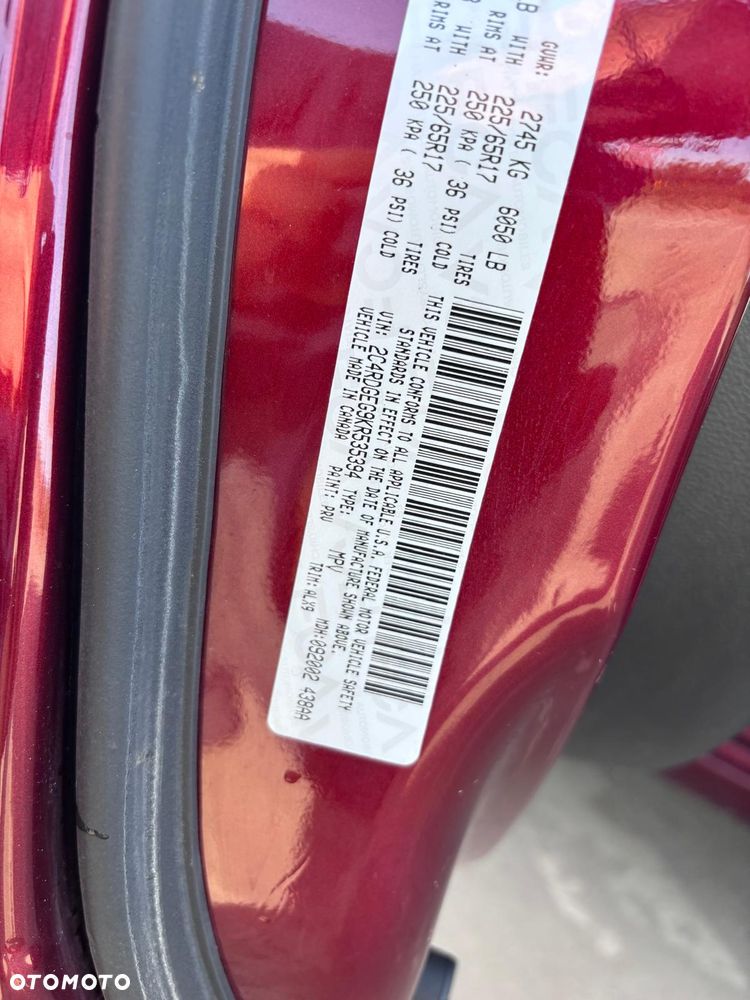 GVWR: 2745 KG 6050 LB
B WITH TIRES
RIMS AT 225/65R17
250 KPA ( 36 PSI) COLD
WITH TIRES
RIMS AT 225/65R17
250 KPA ( 36 PSI) COLD
THIS VEHICLE CONFORMS TO ALL APPLICABLE U.S.A. FEDERAL MOTOR VEHICLE SAFETY
STANDARDS IN EFFECT ON THE DATE OF MANUFACTURE SHOWN ABOVE.
VIN: 2C4RDGEG9KR535394 TYPE: MPV
VEHICLE MADE IN CANADA PAINT: PRV TRIM: ALX9 MDH:092002 438AA
OTOMOTO